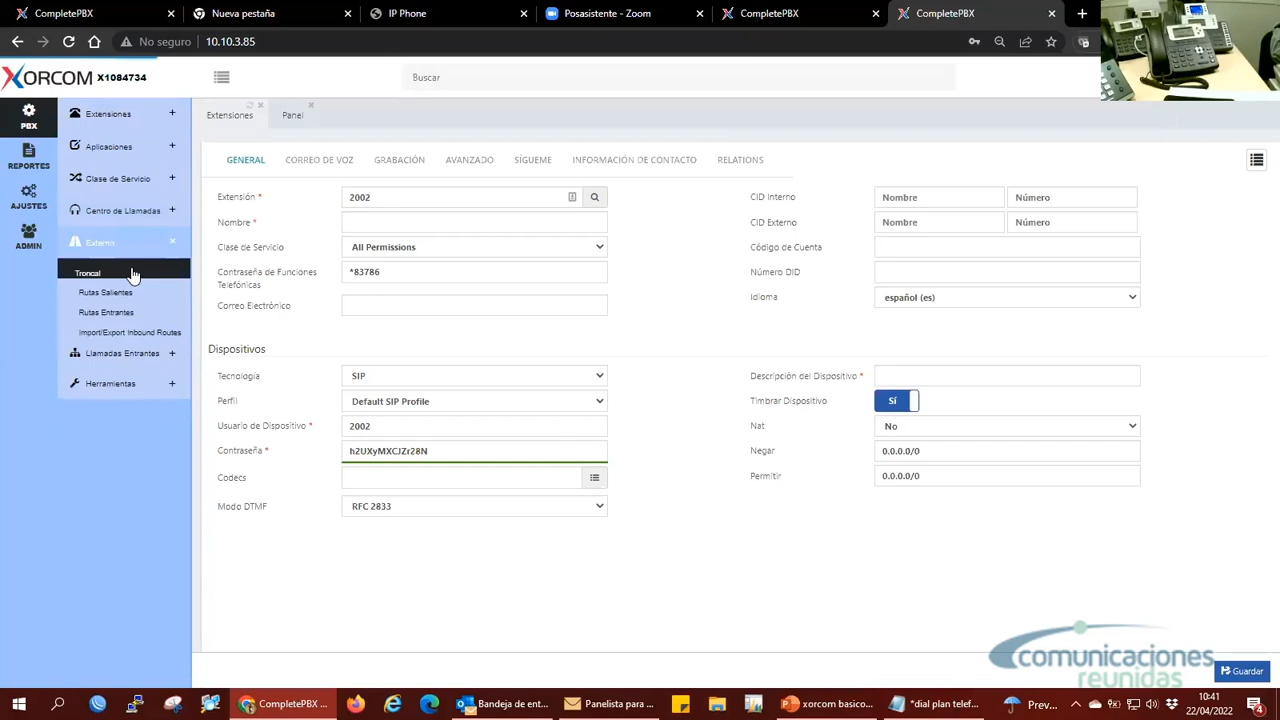 CompletePBX
Nueva pestaña
IP Phone
Posasistente - Zoom
CompletePBX
CompletePBX
No seguro
10.10.3.85
XORCOM X1084734
Buscar
PBX
REPORTES
AJUSTES
ADMIN
Extensiones
Aplicaciones
Clase de Servicio
Centro de Llamadas
Externo
Troncal
Rutas Salientes
Rutas Entrantes
Import/Export Inbound Routes
Llamadas Entrantes
Herramientas
Extensiones
Panel
GENERAL
CORREO DE VOZ
GRABACIÓN
AVANZADO
SÍGUEME
INFORMACIÓN DE CONTACTO
RELATIONS
Extensión *
2002
Nombre *
Clase de Servicio
All Permissions
Contraseña de Funciones
Telefónicas
*83786
Correo Electrónico
CID Interno
Nombre
Número
CID Externo
Nombre
Número
Código de Cuenta
Número DID
Idioma
español (es)
Dispositivos
Tecnología
SIP
Perfil
Default SIP Profile
Usuario de Dispositivo *
2002
Contraseña *
h2UXyMXCJZr28N
Codecs
Modo DTMF
RFC 2833
Descripción del Dispositivo *
Timbrar Dispositivo
Sí
Nat
No
Negar
0.0.0.0/0
Permitir
0.0.0.0/0
comunicaciones
reunidas
Guardar
CompletePBX ...
Bandeja de ent...
Panelista para ...
xorcom basico...
*dial plan telef...
Prev...
10:41
22/04/2022
4